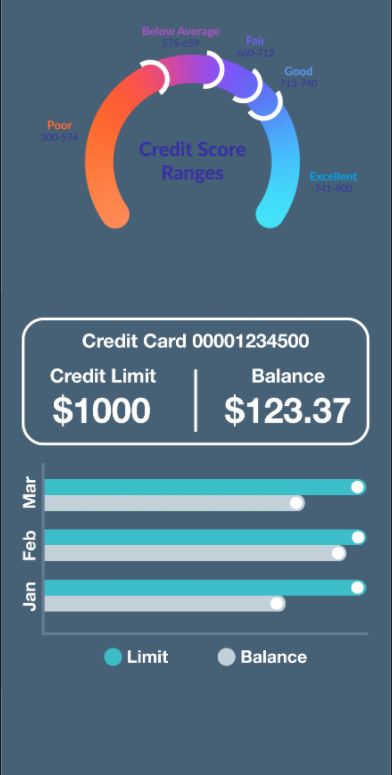 Below Average
575-659
Fair
660-712
Good
713-740
Poor
300-574
Credit Score
Ranges
Excellent
741-900
Credit Card 00001234500
Credit Limit
Balance
$1000
$123.37
Mar
Feb
Jan
Limit
Balance